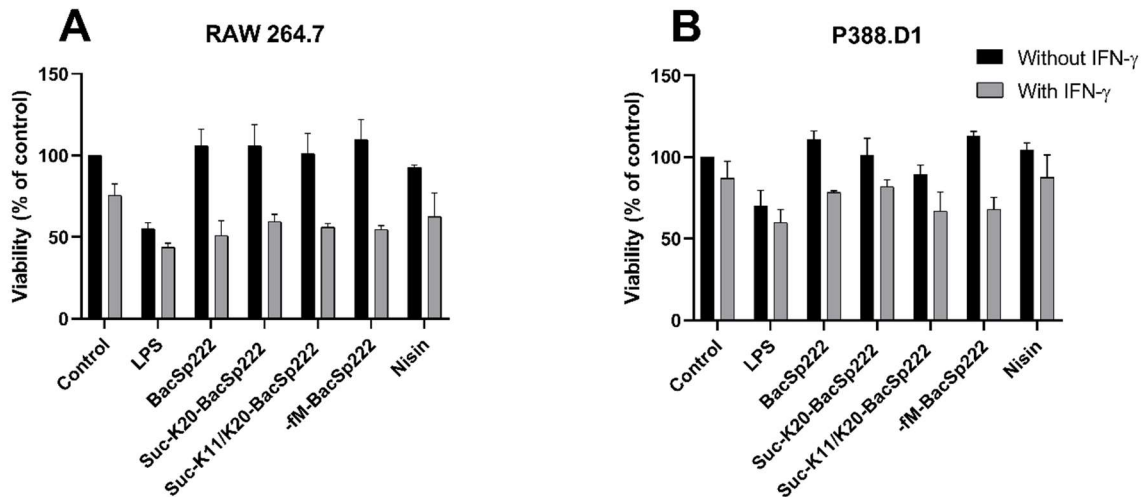 A
RAW 264.7
Viability (% of control)
150
100
50
0
Control
LPS
BacSp222
Suc-K20-BacSp222
Suc-K11/K20-BacSp222
-fM-BacSp222
Nisin
B
P388.D1
Without IFN-γ
With IFN-γ
Viability (% of control)
150
100
50
0
Control
LPS
BacSp222
Suc-K20-BacSp222
Suc-K11/K20-BacSp222
-fM-BacSp222
Nisin